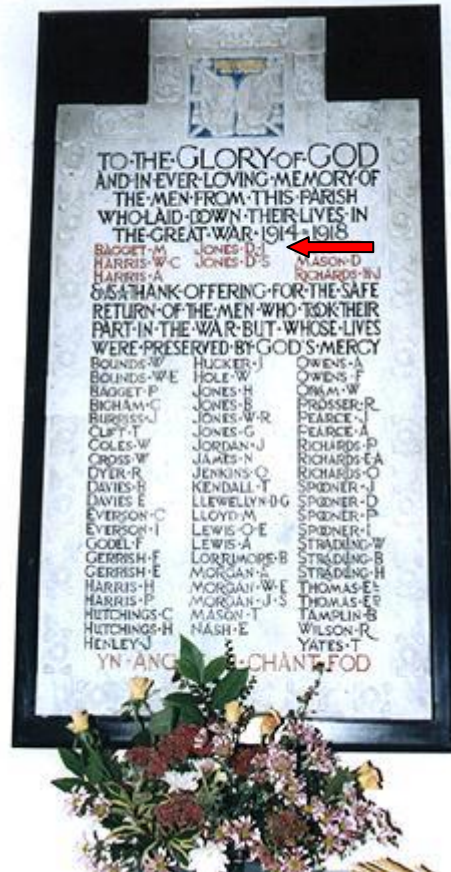 TO·THE·GLORY·OF·GOD
AND·IN·EVER·LOVING·MEMORY·OF
THE·MEN·FROM·THIS·PARISH
WHO·LAID·DOWN·THEIR·LIVES·IN
THE·GREAT·WAR·1914-1918
BAGGET·M JONES·D·I
HARRIS·W·C JONES·D·S MASON·D
HARRIS·A RICHARDS·W·J
&·AS·A·THANK·OFFERING·FOR·THE·SAFE
RETURN·OF·THE·MEN·WHO·TOOK·THEIR
PART·IN·THE·WAR·BUT·WHOSE·LIVES
WERE·PRESERVED·BY·GOD'S·MERCY
BOUNDS·W HUCKER·J OWENS·A
BOUNDS·W·E HOLE·W OWENS·F
BAGGET·P JONES·H ORAM·W
BIGHAM·C JONES·B PROSSER·R
BURRISS·J JONES·W·R PEARCE·J
CLIFT·T JONES·G PEARCE·A
COLES·W JORDAN·J RICHARDS·P
CROSS·W JAMES·N RICHARDS·E·A
DYER·R JENKINS·O RICHARDS·O
DAVIES·H KENDALL·T SPOONER·J
DAVIES·E LLEWELLYN·D·G SPOONER·D
EVERSON·C LLOYD·M SPOONER·P
EVERSON·I LEWIS·O·E SPOONER·I
GODEL·F LEWIS·A STRADLING·W
GERRISH·F LORRIMORE·B STRADLING·B
GERRISH·E MORGAN·A STRADLING·H
HARRIS·H MORGAN·W·E THOMAS·E
HARRIS·P MORGAN·J·S THOMAS·E
HUTCHINGS·C MASON·T TAMPLIN·B
HUTCHINGS·H NASH·E WILSON·R
HENLEY·J YATES·T
YN·ANG CHANT·FOD